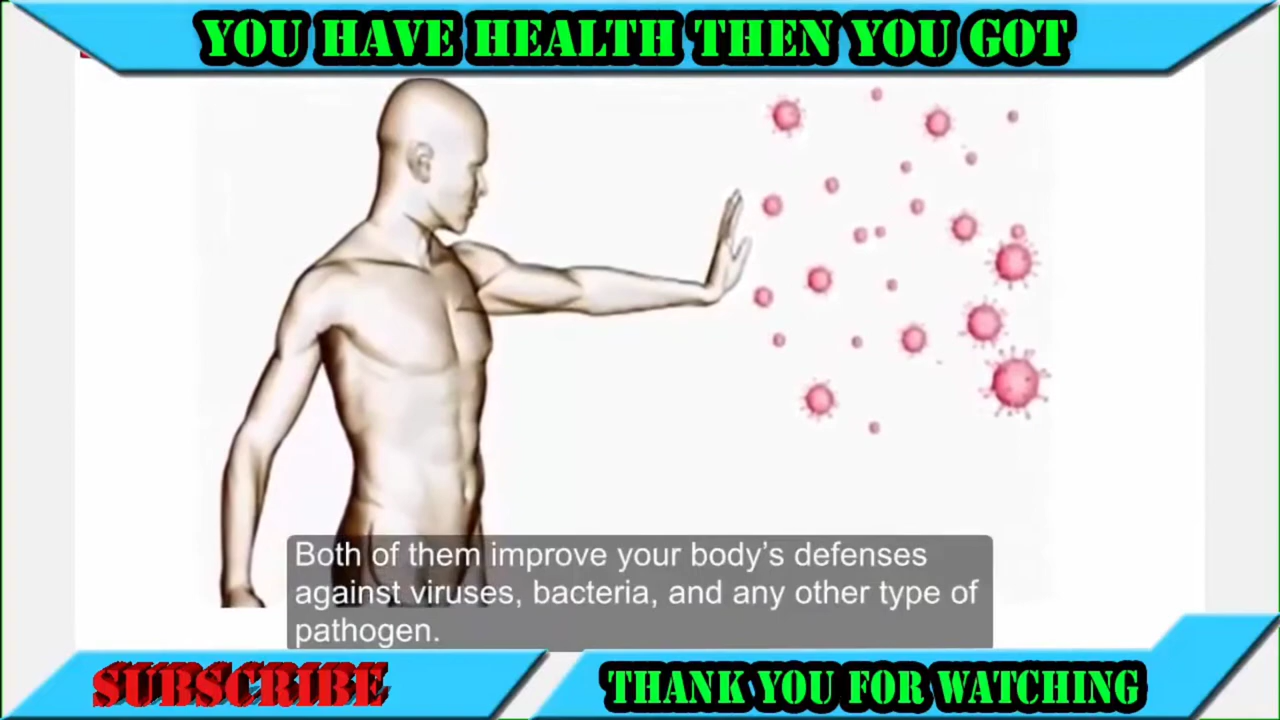 YOU HAVE HEALTH THEN YOU GOT
Both of them improve your body's defenses
against viruses, bacteria, and any other type of
pathogen.
SUBSCRIBE
THANK YOU FOR WATCHING